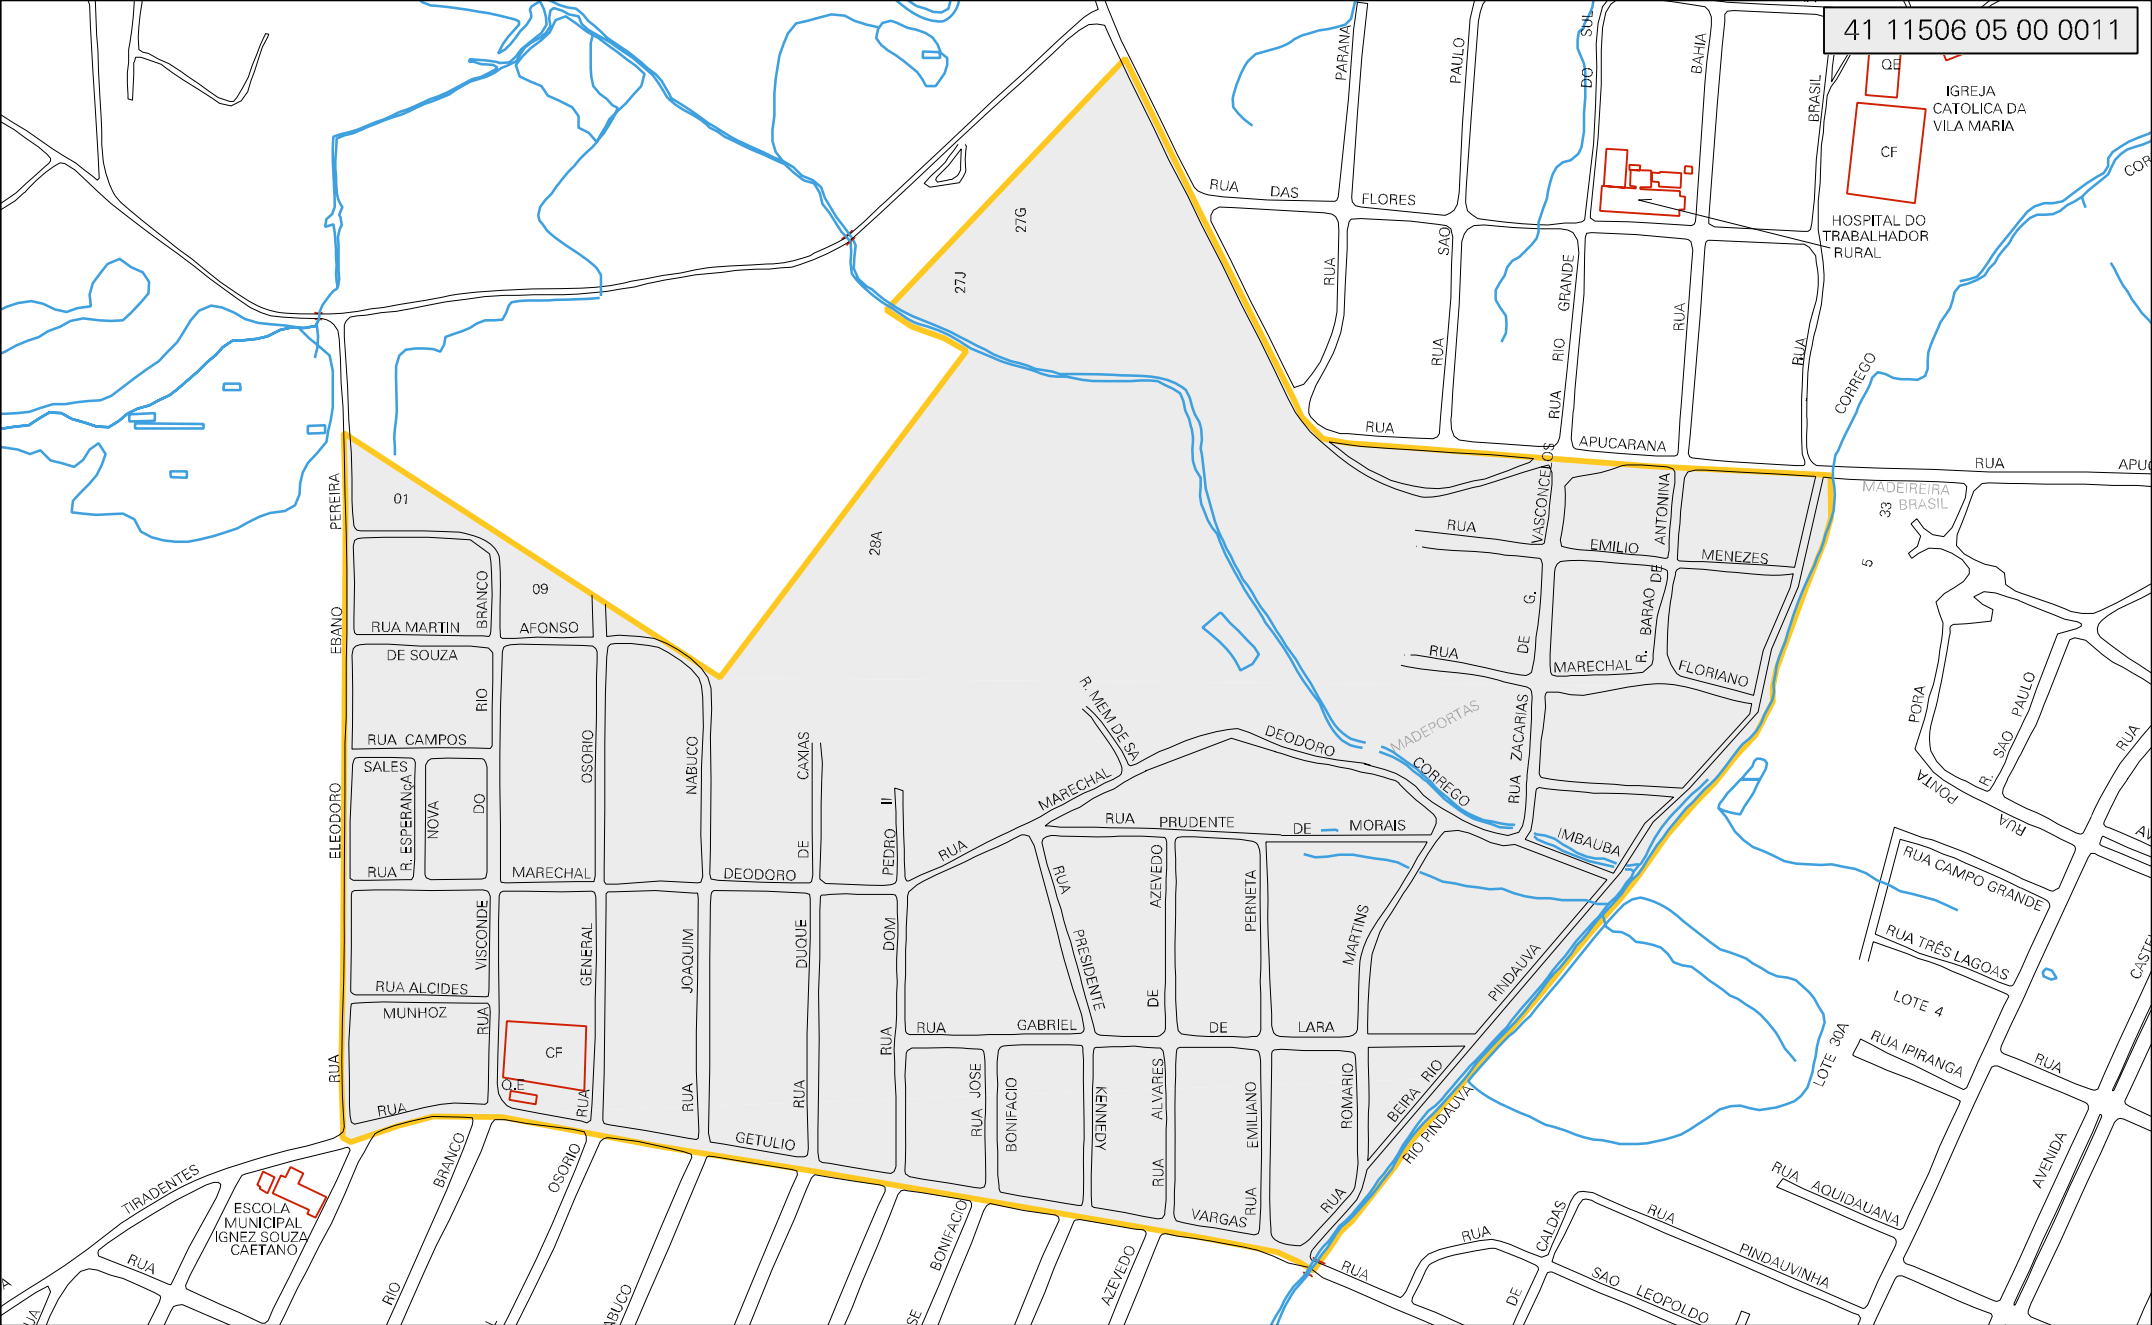 41 11506 05 00 0011
PARANA
PAULO
DO
SUL
BAHIA
BRASIL
QE
IGREJA
CATOLICA DA
VILA MARIA
CF
HOSPITAL DO
TRABALHADOR
RURAL
RUA
DAS
FLORES
RUA
SAO
RUA
RUA RIO GRANDE
RUA
RUA
CORREGO
27G
27J
28A
RUA
APUCARANA
RUA
MADEIREIRA
BRASIL
33
5
01
09
RUA
VASCONCELOS
ANTONINA
EMILIO
MENEZES
G.
DE
R. BARAO DE
RUA
MARECHAL
FLORIANO
RUA ZACARIAS
MADEPORTAS
CORREGO
IMBAUBA
PEREIRA
EBANO
ELEODORO
RUA
BRANCO
RUA MARTIN
AFONSO
DE SOUZA
RIO
RUA CAMPOS
SALES
R. ESPERANÇA
NOVA
DO
OSORIO
NABUCO
CAXIAS
DE
PEDRO II
RUA
MARECHAL
DEODORO
RUA
MARECHAL
DEODORO
R. MEM DE SA
RUA
PRUDENTE
DE
MORAIS
VISCONDE
GENERAL
JOAQUIM
DUQUE
DOM
RUA
PRESIDENTE
AZEVEDO
DE
PERNETA
MARTINS
PINDAUVA
RUA ALCIDES
MUNHOZ
RUA
CF
Q.E
RUA
RUA
RUA
RUA
RUA
RUA
GABRIEL
DE
LARA
RUA JOSE
BONIFACIO
KENNEDY
RUA
ALVARES
EMILIANO
RUA
ROMARIO
RUA
BEIRA RIO
RIO PINDAUVA
GETULIO
VARGAS
RUA
TIRADENTES
ESCOLA
MUNICIPAL
IGNEZ SOUZA
CAETANO
RUA
RIO
BRANCO
OSORIO
BONIFACIO
AZEVEDO
PORA
PONTA
RUA
R. SAO PAULO
RUA
RUA CAMPO GRANDE
RUA TRÊS LAGOAS
LOTE 4
LOTE 30A
RUA IPIRANGA
RUA
AVENIDA
RUA AQUIDAUANA
RUA
PINDAUVINHA
RUA
CALDAS
DE
SAO
LEOPOLDO